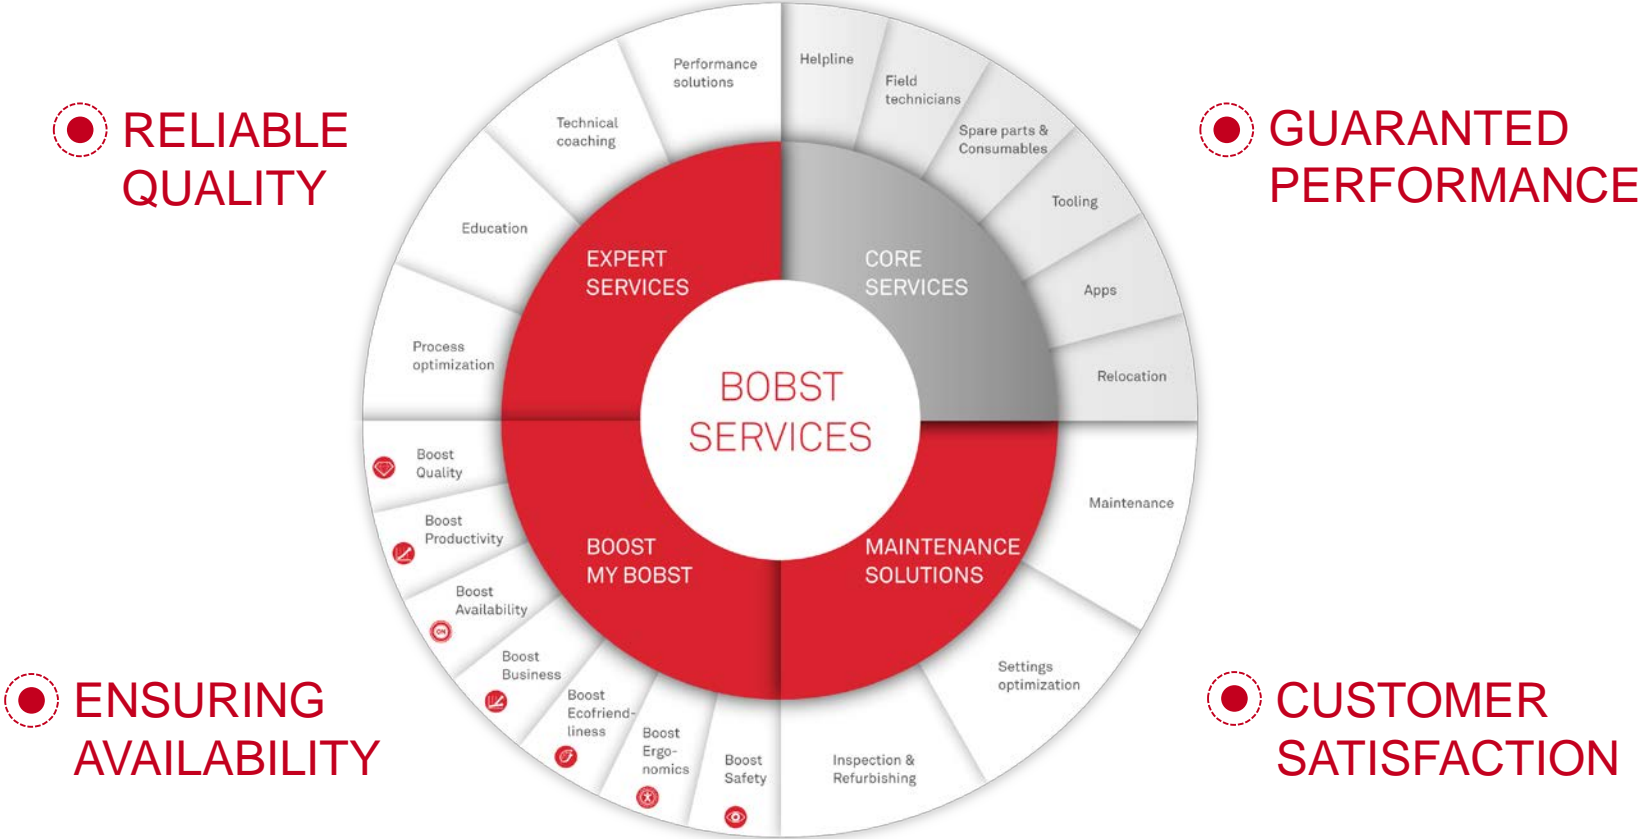 RELIABLE
QUALITY
GUARANTED
PERFORMANCE
ENSURING
AVAILABILITY
CUSTOMER
SATISFACTION
BOBST
SERVICES
EXPERT
SERVICES
Performance
solutions
Technical
coaching
Education
Process
optimization
CORE
SERVICES
Helpline
Field
technicians
Spare parts &
Consumables
Tooling
Apps
Relocation
MAINTENANCE
SOLUTIONS
Maintenance
Settings
optimization
Inspection &
Refurbishing
BOOST
MY BOBST
Boost
Quality
Boost
Productivity
Boost
Availability
ON
Boost
Business
Boost
Ecofriend-
liness
Boost
Ergo-
nomics
Boost
Safety